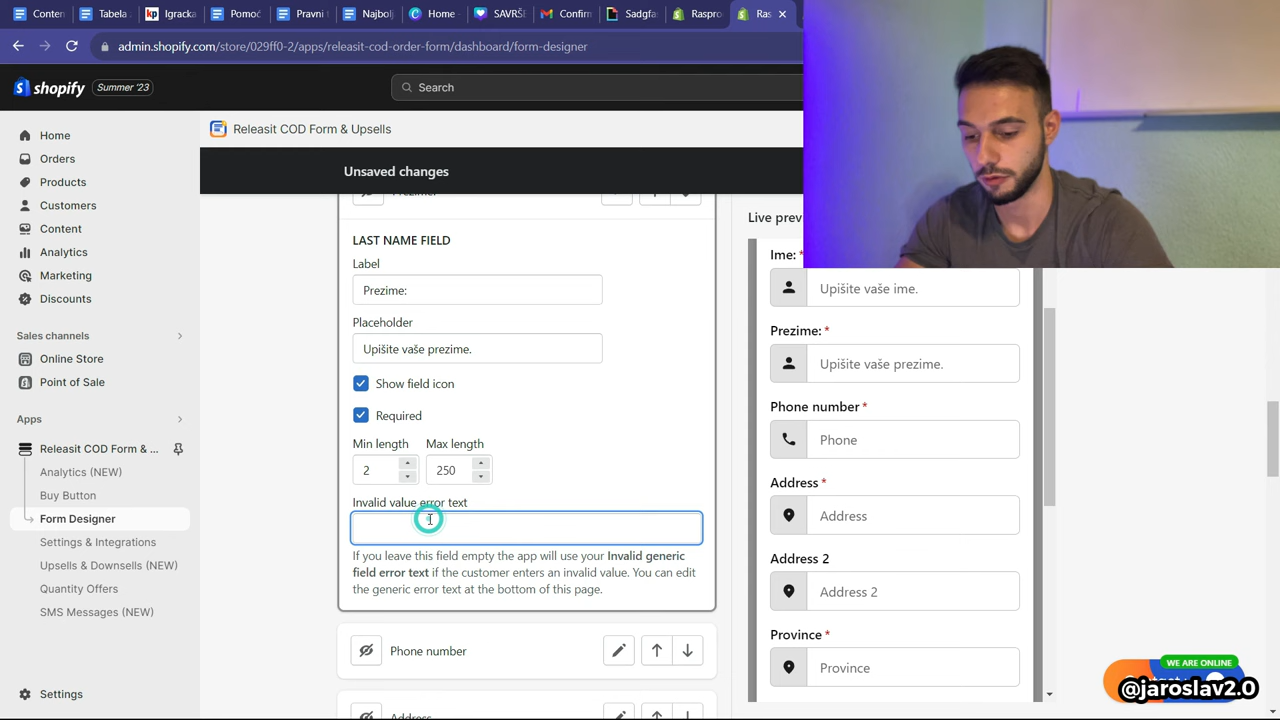 Conten
Tabela
kp Igracka
Pomoć
Pravni t
Najbolj
Home -
SAVRŠE
Confirm
Sadgfas
Raspro
Ras
admin.shopify.com/store/029ff0-2/apps/releasit-cod-order-form/dashboard/form-designer
shopify
Summer '23
Search
Home
Orders
Products
Customers
Content
Analytics
Marketing
Discounts
Sales channels
Online Store
Point of Sale
Apps
Releasit COD Form & ...
Analytics (NEW)
Buy Button
Form Designer
Settings & Integrations
Upsells & Downsells (NEW)
Quantity Offers
SMS Messages (NEW)
Settings
Releasit COD Form & Upsells
Unsaved changes
Prezime:
LAST NAME FIELD
Label
Prezime:
Placeholder
Upišite vaše prezime.
Show field icon
Required
Min length Max length
2 250
Invalid value error text
If you leave this field empty the app will use your Invalid generic
field error text if the customer enters an invalid value. You can edit
the generic error text at the bottom of this page.
Phone number
Address
Live prev
Ime: *
Upišite vaše ime.
Prezime: *
Upišite vaše prezime.
Phone number *
Phone
Address *
Address
Address 2
Address 2
Province *
Province
WE ARE ONLINE
@jaroslav2.0